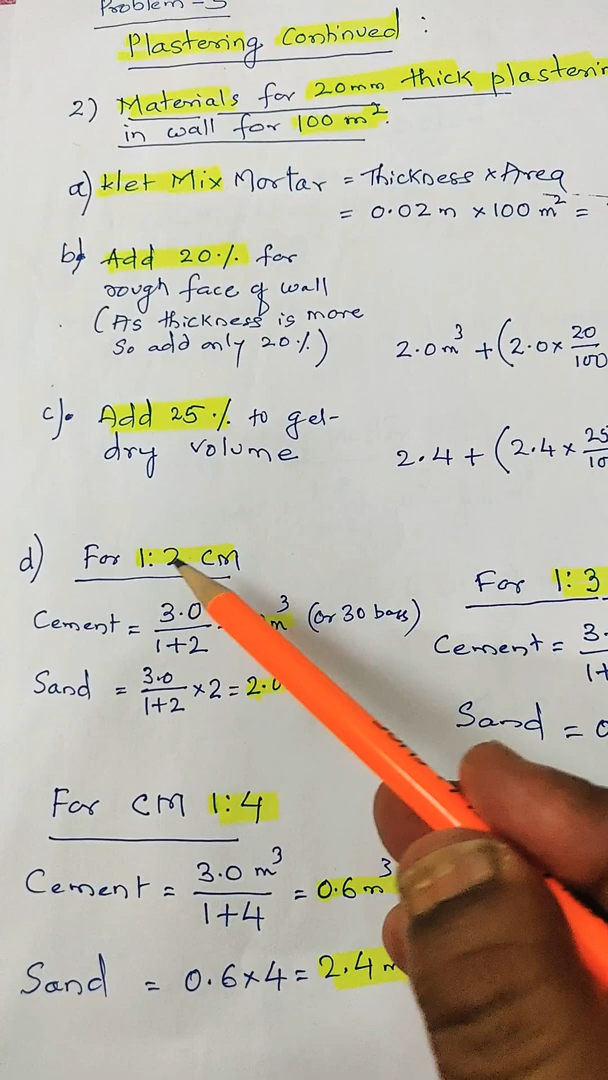 Problem -
Plastering Continued :
2) Materials for 20mm thick plasterin
in wall for 100 m².
a) Wet Mix Mortar = Thickness x Area
= 0.02 m x 100 m² =
b) Add 20% for
rough face of wall
(As thickness is more
So add only 20%)
2.0 m³ + (2.0 x 20/100
c). Add 25% to get
dry volume
2.4 + (2.4 x 25/10
d) For 1:2 CM
Cement = 3.0/1+2 m³ (or 30 bags)
Sand = 3.0/1+2 x 2 = 2.0
For 1:3
Cement = 3./1+
Sand = 0
For CM 1:4
Cement = 3.0 m³/1+4 = 0.6 m³
Sand = 0.6 x 4 = 2.4 m